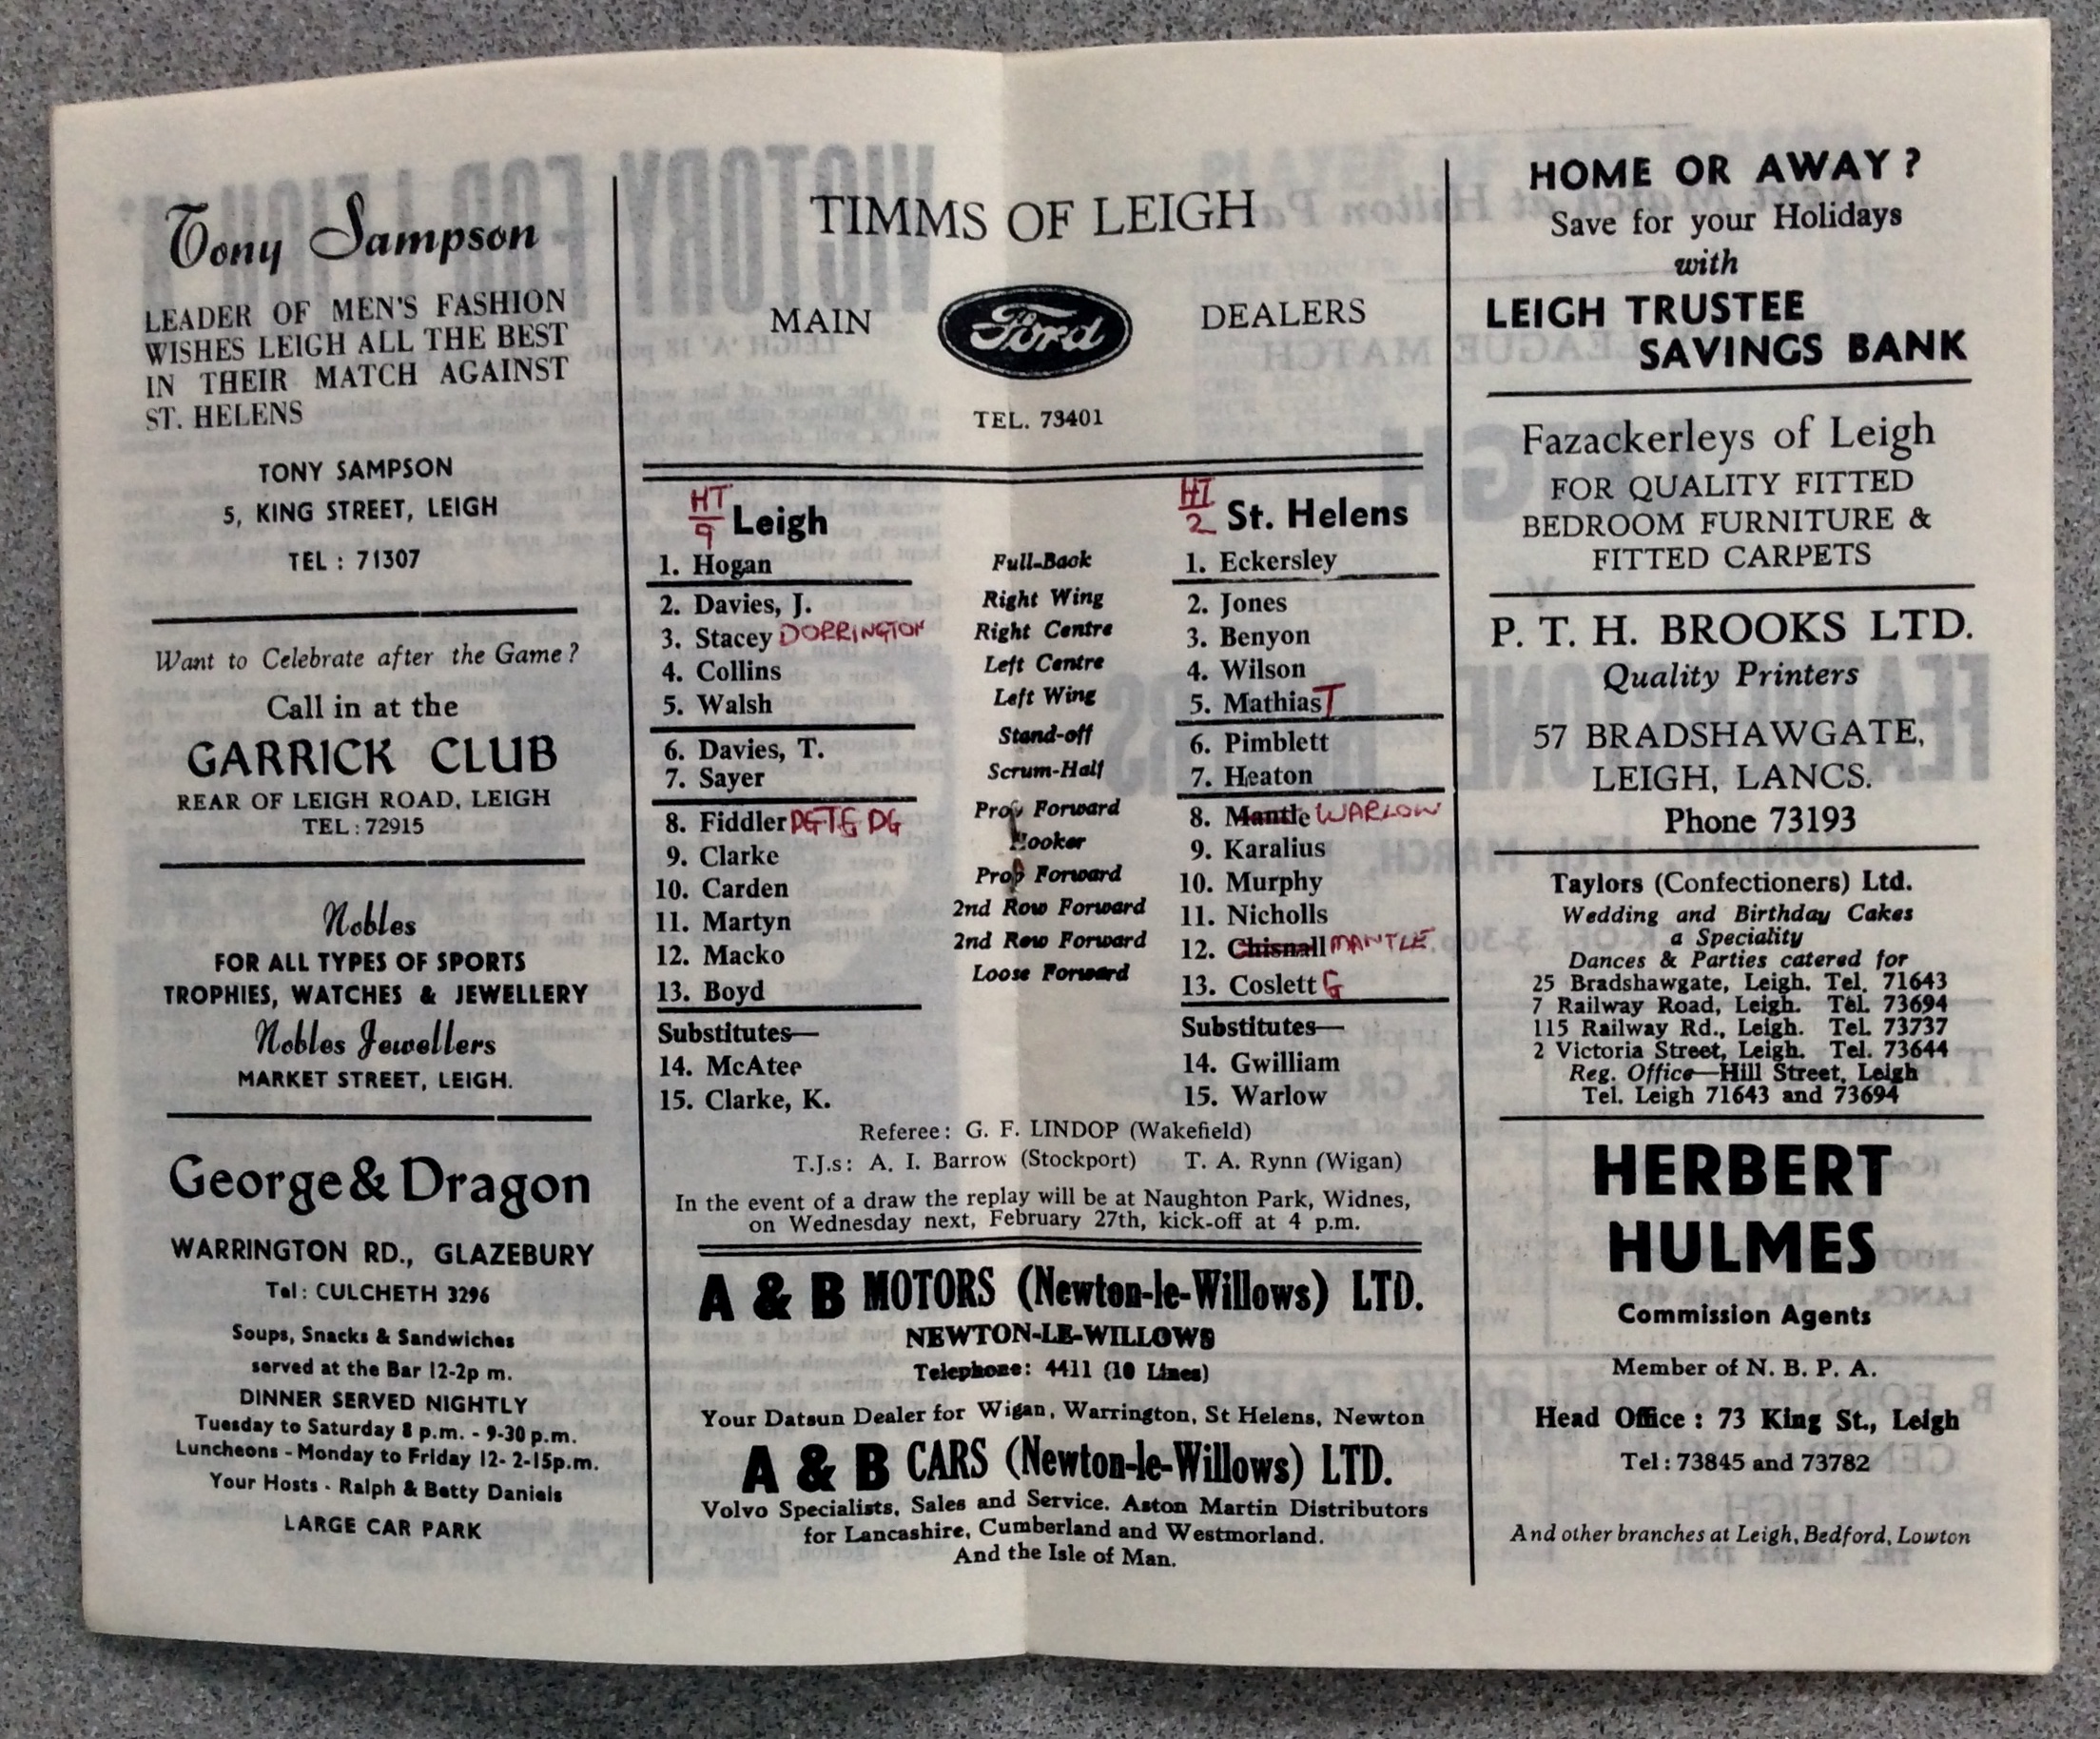 Tony Sampson
LEADER OF MEN'S FASHION
WISHES LEIGH ALL THE BEST
IN THEIR MATCH AGAINST
ST. HELENS
TONY SAMPSON
5, KING STREET, LEIGH
TEL : 71307
Want to Celebrate after the Game ?
Call in at the
GARRICK CLUB
REAR OF LEIGH ROAD, LEIGH
TEL : 72915
Nobles
FOR ALL TYPES OF SPORTS
TROPHIES, WATCHES & JEWELLERY
Nobles Jewellers
MARKET STREET, LEIGH.
George & Dragon
WARRINGTON RD., GLAZEBURY
Tel : CULCHETH 3296
Soups, Snacks & Sandwiches
served at the Bar 12-2p m.
DINNER SERVED NIGHTLY
Tuesday to Saturday 8 p.m. - 9-30 p.m.
Luncheons - Monday to Friday 12- 2-15p.m.
Your Hosts - Ralph & Betty Daniels
LARGE CAR PARK
TIMMS OF LEIGH
MAIN Ford DEALERS
TEL. 73401
HT 9 Leigh HT 2 St. Helens
1. Hogan Full-Back 1. Eckersley
2. Davies, J. Right Wing 2. Jones
3. Stacey DORRINGTON Right Centre 3. Benyon
4. Collins Left Centre 4. Wilson
5. Walsh Left Wing 5. Mathias T
6. Davies, T. Stand-off 6. Pimblett
7. Sayer Scrum-Half 7. Heaton
8. Fiddler DG TG DG Prop Forward 8. Mantle WARLOW
9. Clarke Hooker 9. Karalius
10. Carden Prop Forward 10. Murphy
11. Martyn 2nd Row Forward 11. Nicholls
12. Macko 2nd Row Forward 12. Chisnall MANTLE
13. Boyd Loose Forward 13. Coslett G
Substitutes— Substitutes—
14. McAtee 14. Gwilliam
15. Clarke, K. 15. Warlow
Referee : G. F. LINDOP (Wakefield)
T.J.s : A. I. Barrow (Stockport) T. A. Rynn (Wigan)
In the event of a draw the replay will be at Naughton Park, Widnes,
on Wednesday next, February 27th, kick-off at 4 p.m.
A & B MOTORS (Newton-le-Willows) LTD.
NEWTON-LE-WILLOWS
Telephone: 4411 (10 Lines)
Your Datsun Dealer for Wigan, Warrington, St Helens, Newton
A & B CARS (Newton-le-Willows) LTD.
Volvo Specialists, Sales and Service. Aston Martin Distributors
for Lancashire, Cumberland and Westmorland.
And the Isle of Man.
HOME OR AWAY ?
Save for your Holidays
with
LEIGH TRUSTEE
SAVINGS BANK
Fazackerleys of Leigh
FOR QUALITY FITTED
BEDROOM FURNITURE &
FITTED CARPETS
P. T. H. BROOKS LTD.
Quality Printers
57 BRADSHAWGATE,
LEIGH, LANCS.
Phone 73193
Taylors (Confectioners) Ltd.
Wedding and Birthday Cakes
a Speciality
Dances & Parties catered for
25 Bradshawgate, Leigh. Tel. 71643
7 Railway Road, Leigh. Tel. 73694
115 Railway Rd., Leigh. Tel. 73737
2 Victoria Street, Leigh. Tel. 73644
Reg. Office—Hill Street, Leigh
Tel. Leigh 71643 and 73694
HERBERT
HULMES
Commission Agents
Member of N. B. P. A.
Head Office : 73 King St., Leigh
Tel : 73845 and 73782
And other branches at Leigh, Bedford, Lowton